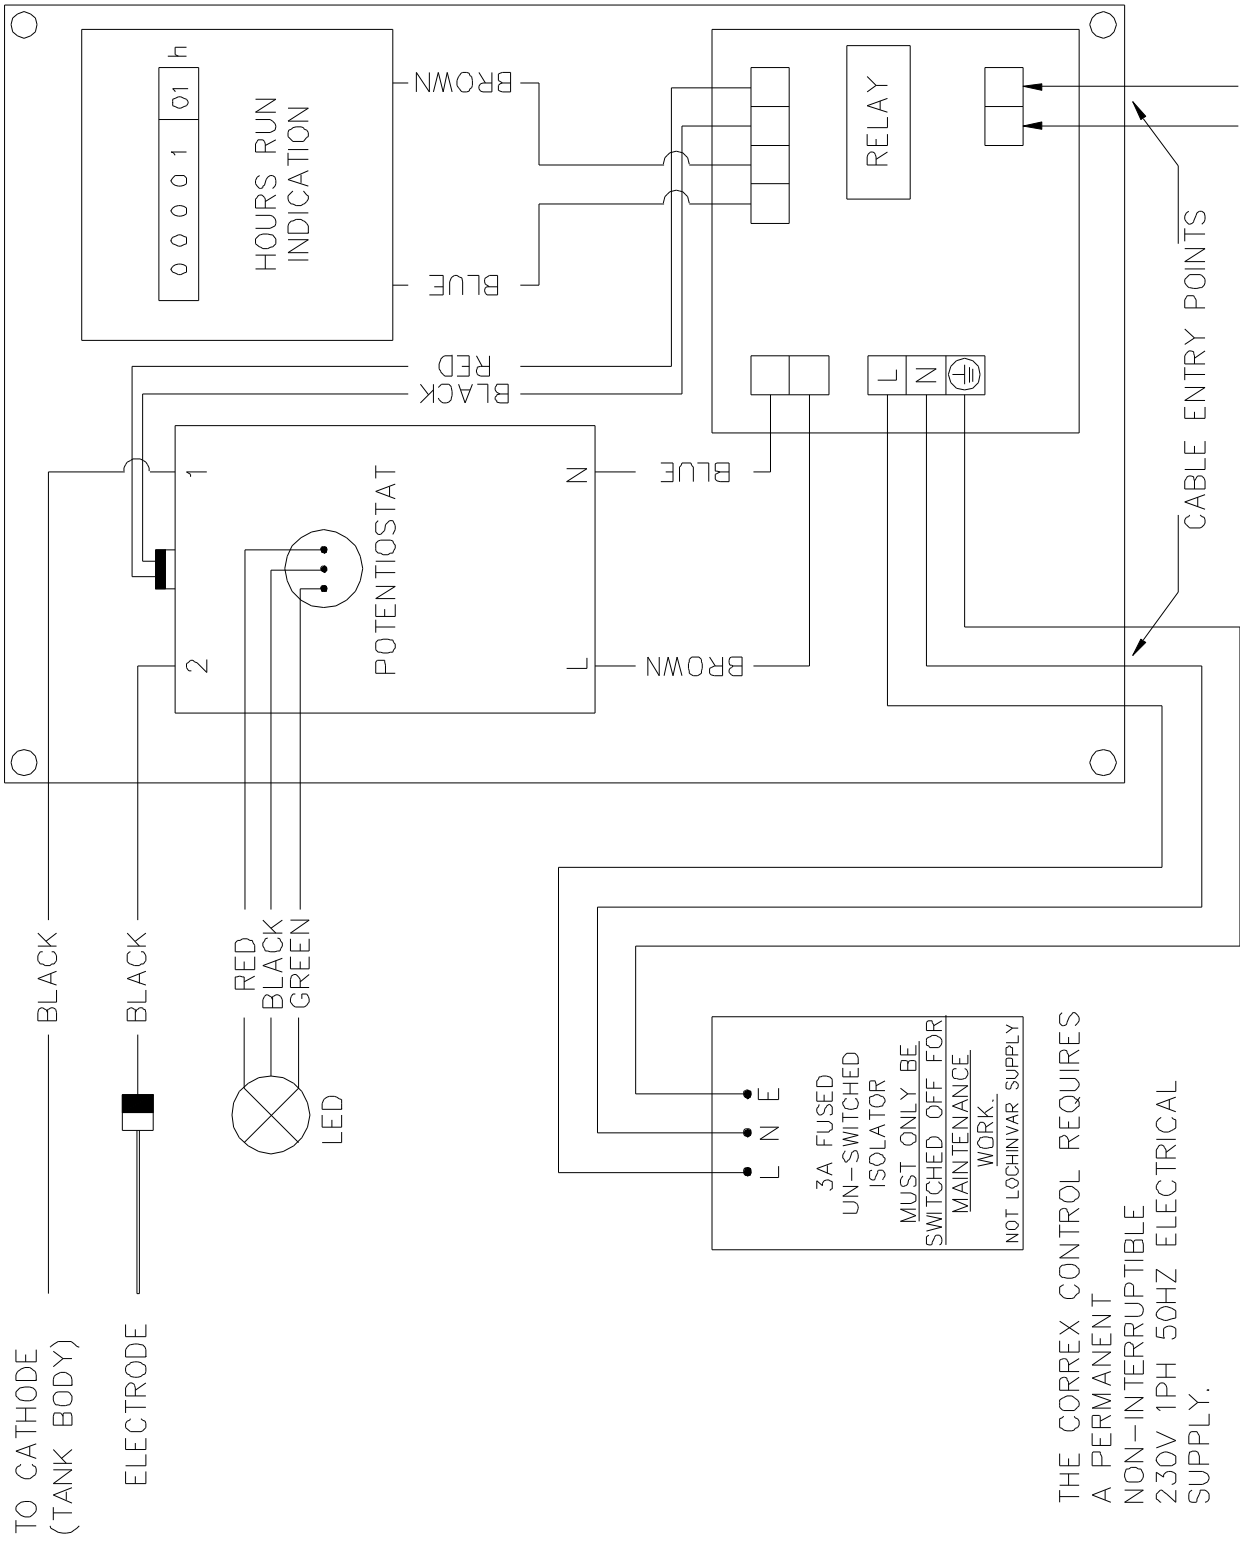 TO CATHODE
(TANK BODY)
ELECTRODE
BLACK
BLACK
RED
BLACK
GREEN
LED
1
2
POTENTIOSTAT
N
L
BLUE
BROWN
RED
BLACK
0 0 0 0 1 01 h
HOURS RUN
INDICATION
BROWN
BLUE
RELAY
L
N
CABLE ENTRY POINTS
L N E
3A FUSED
UN-SWITCHED
ISOLATOR
MUST ONLY BE
SWITCHED OFF FOR
MAINTENANCE
WORK.
NOT LOCHINVAR SUPPLY
THE CORREX CONTROL REQUIRES
A PERMANENT
NON-INTERRUPTIBLE
230V 1PH 50HZ ELECTRICAL
SUPPLY.